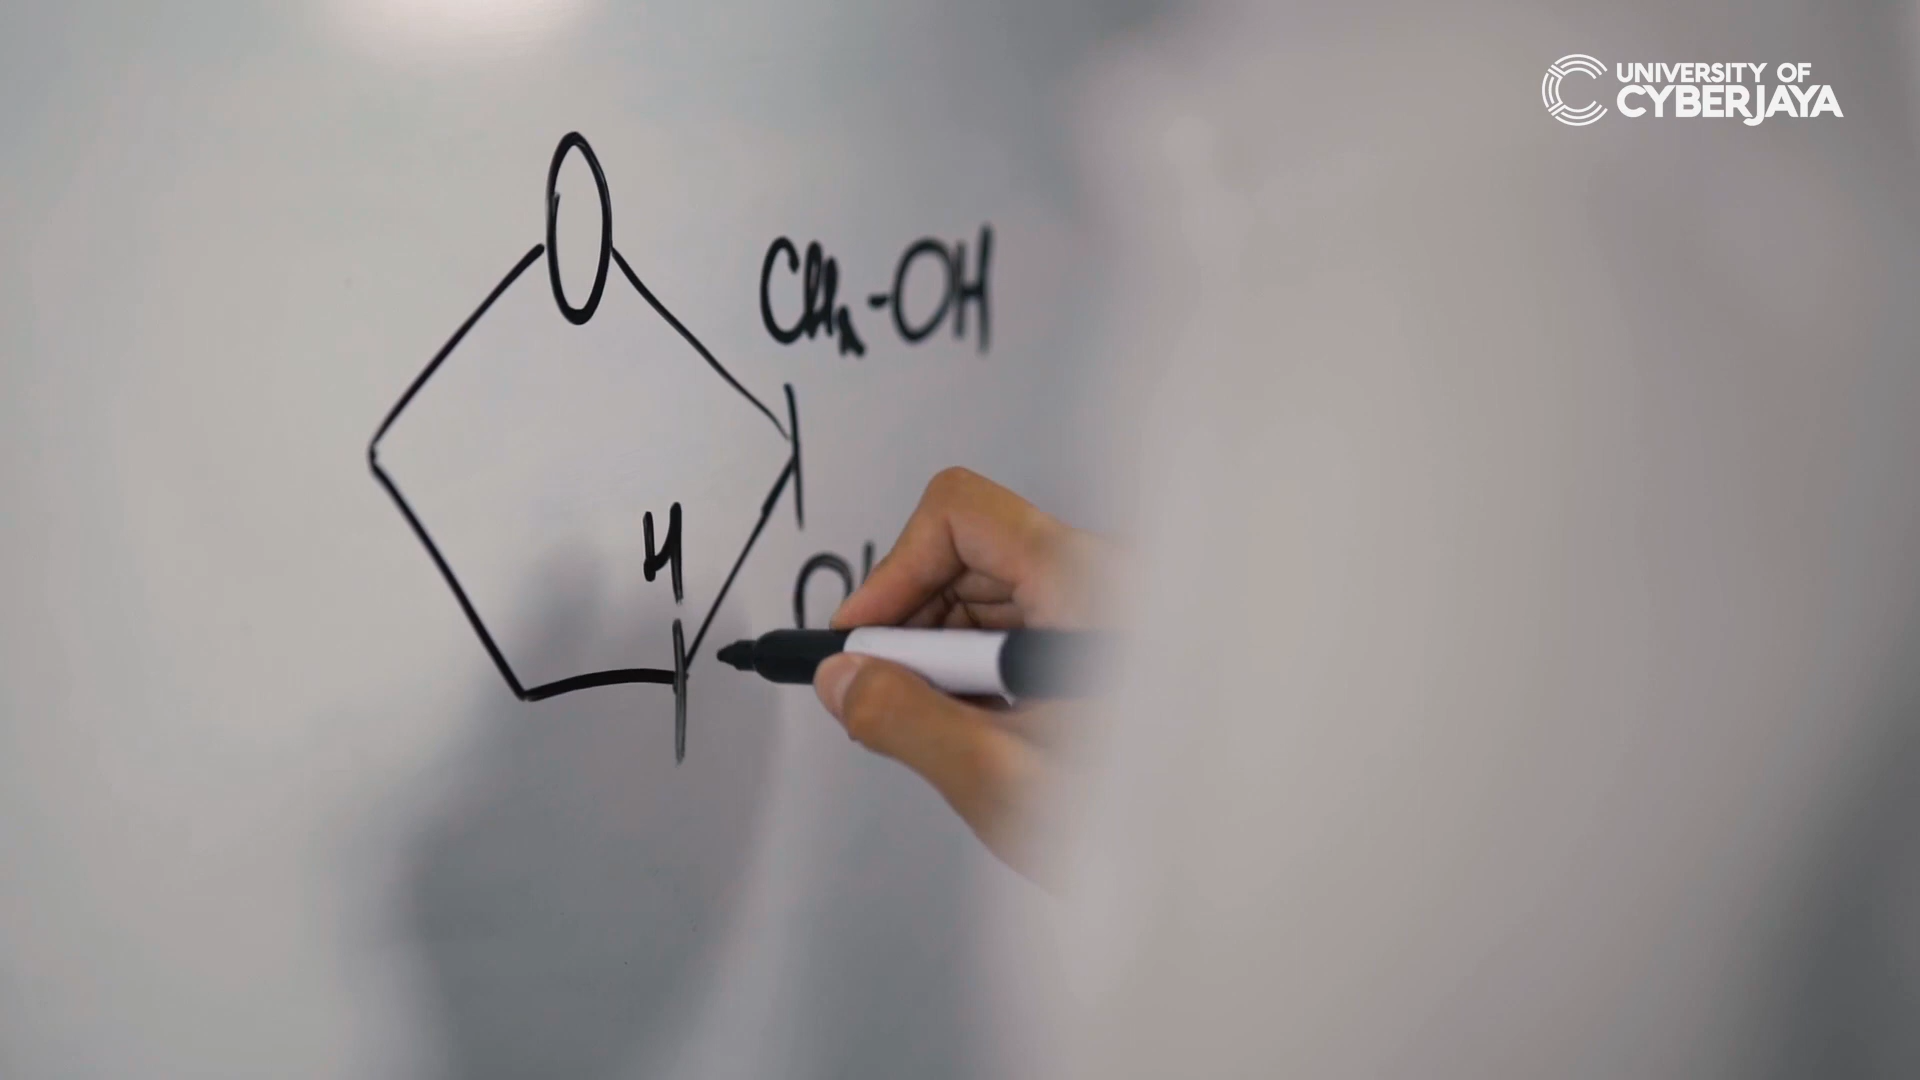 UNIVERSITY OF
CYBERJAYA
O
CH₂-OH
H